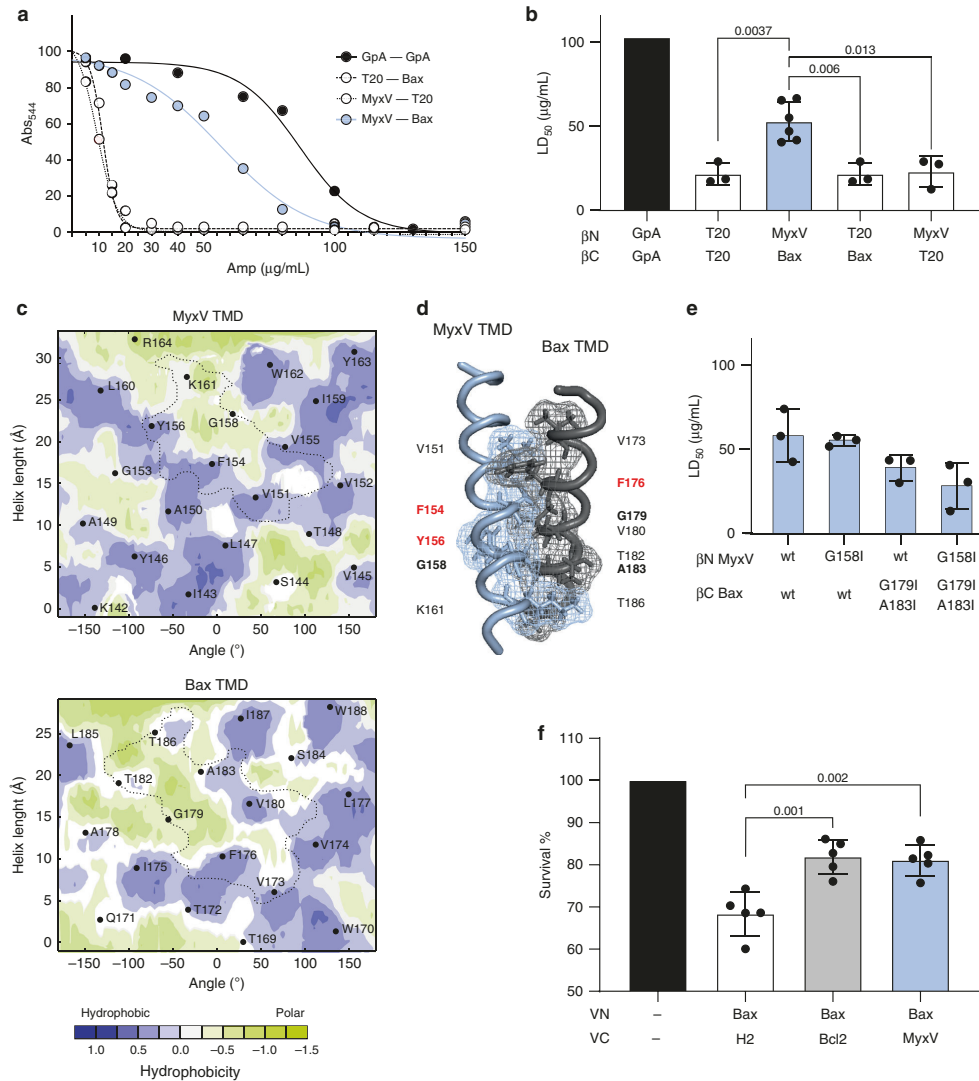 a
100
80
60
40
20
0
Abs544
10
20
30
40
50
100
150
Amp (µg/mL)
GpA — GpA
T20 — Bax
MyxV — T20
MyxV — Bax
b
0.0037
0.013
0.006
100
50
0
LD50 (µg/mL)
βN GpA T20 MyxV T20 MyxV
βC GpA T20 Bax Bax T20
c
MyxV TMD
R164
Y163
W162
L160
K161
I159
G158
Y156
V155
G153
F154
V152
A150
V151
A149
T148
Y146
L147
S144
V145
I143
K142
30
25
20
15
10
5
0
Helix lenght (Å)
−150 −100 −50 0 50 100 150
Angle (°)
Bax TMD
I187
W188
L185
T186
S184
T182
A183
V180
L177
G179
A178
V174
F176
I175
V173
Q171
T172
W170
T169
25
20
15
10
5
0
Helix lenght (Å)
−150 −100 −50 0 50 100 150
Angle (°)
Hydrophobic Polar
1.0 0.5 0.0 −0.5 −1.0 −1.5
Hydrophobicity
d
MyxV TMD
Bax TMD
V151
F154
Y156
G158
K161
V173
F176
G179
V180
T182
A183
T186
e
100
50
0
LD50 (µg/mL)
βN MyxV wt G158I wt G158I
βC Bax wt wt G179I A183I G179I A183I
f
110
100
90
80
70
60
50
Survival %
0.002
0.001
VN – Bax Bax Bax
VC – H2 Bcl2 MyxV